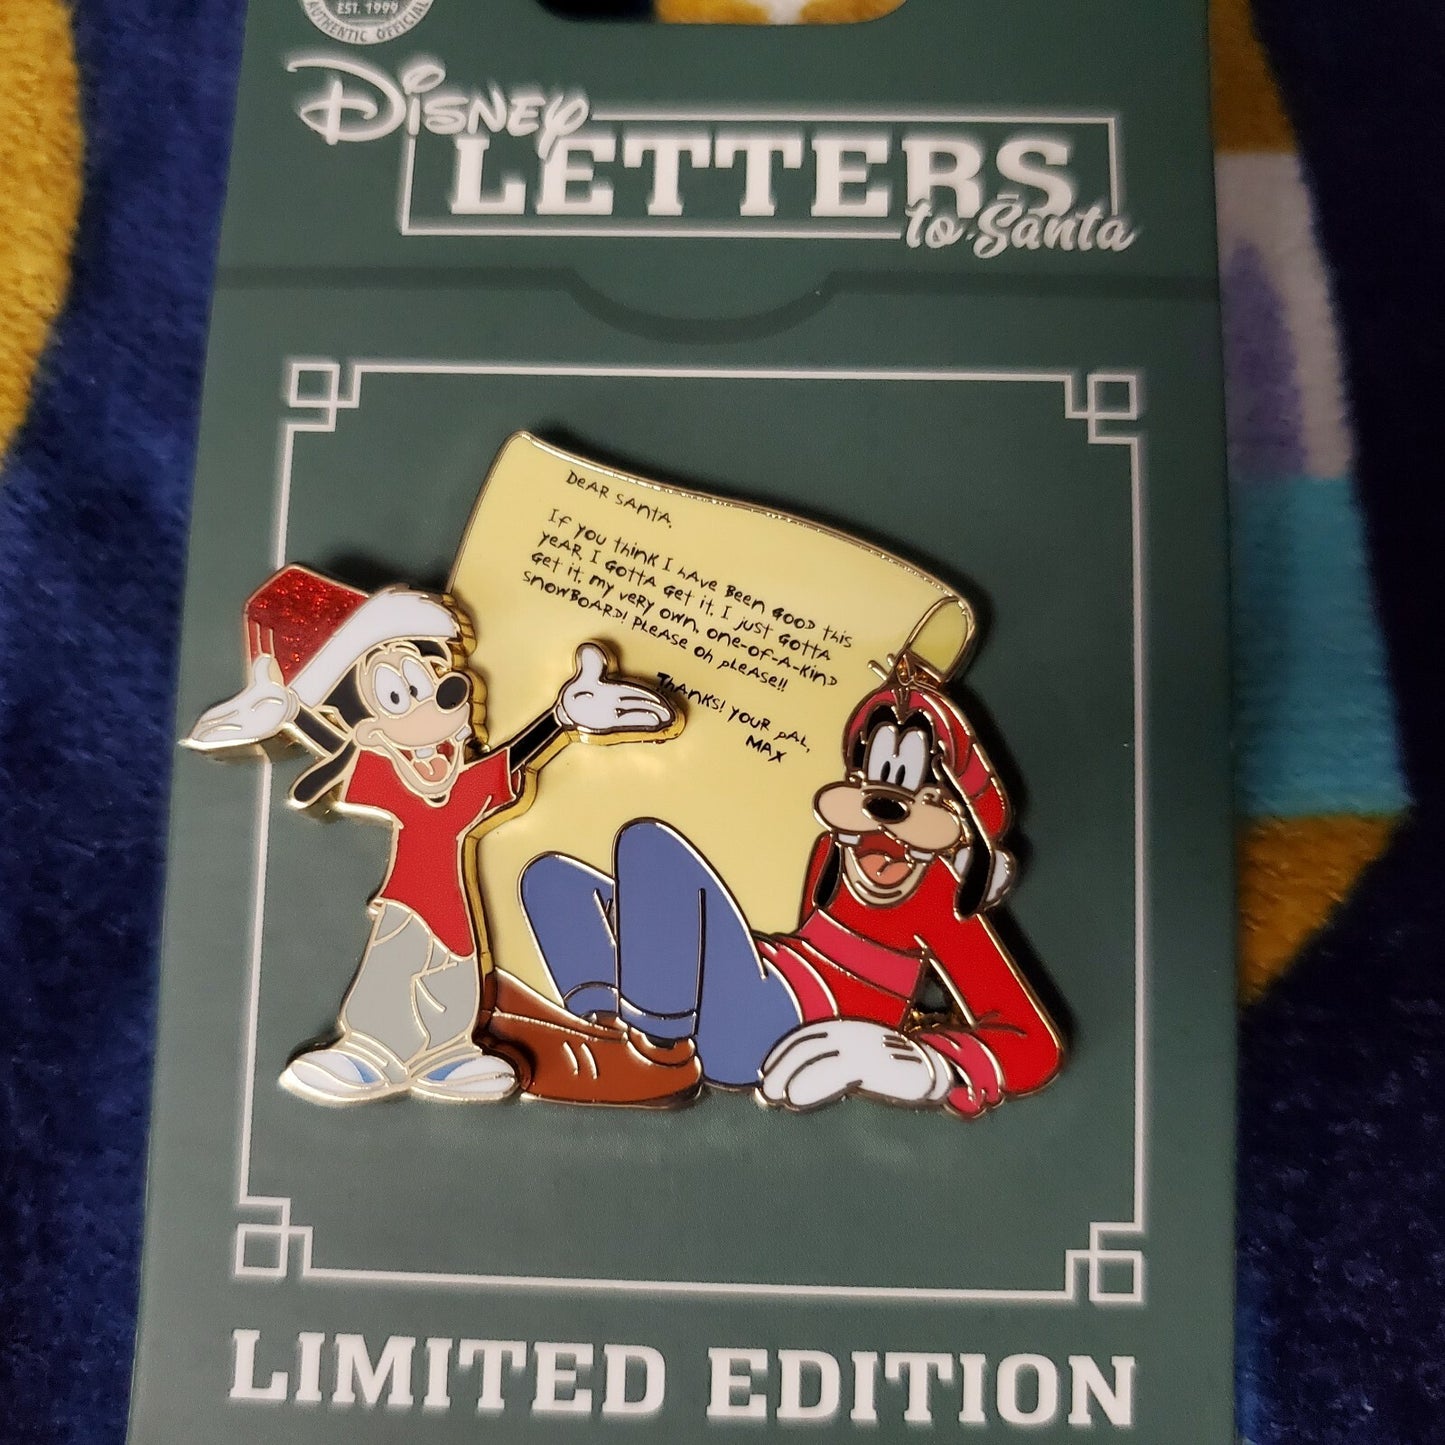 EST. 1999
AUTHENTIC OFFICIAL
Disney
LETTERS
to Santa
DEAR SANTA,
If you think I have been good this
year, I gotta get it. I just gotta
get it. My very own, one-of-a-kind
snowboard! Please oh please!!
Thanks! Your pal,
Max
LIMITED EDITION